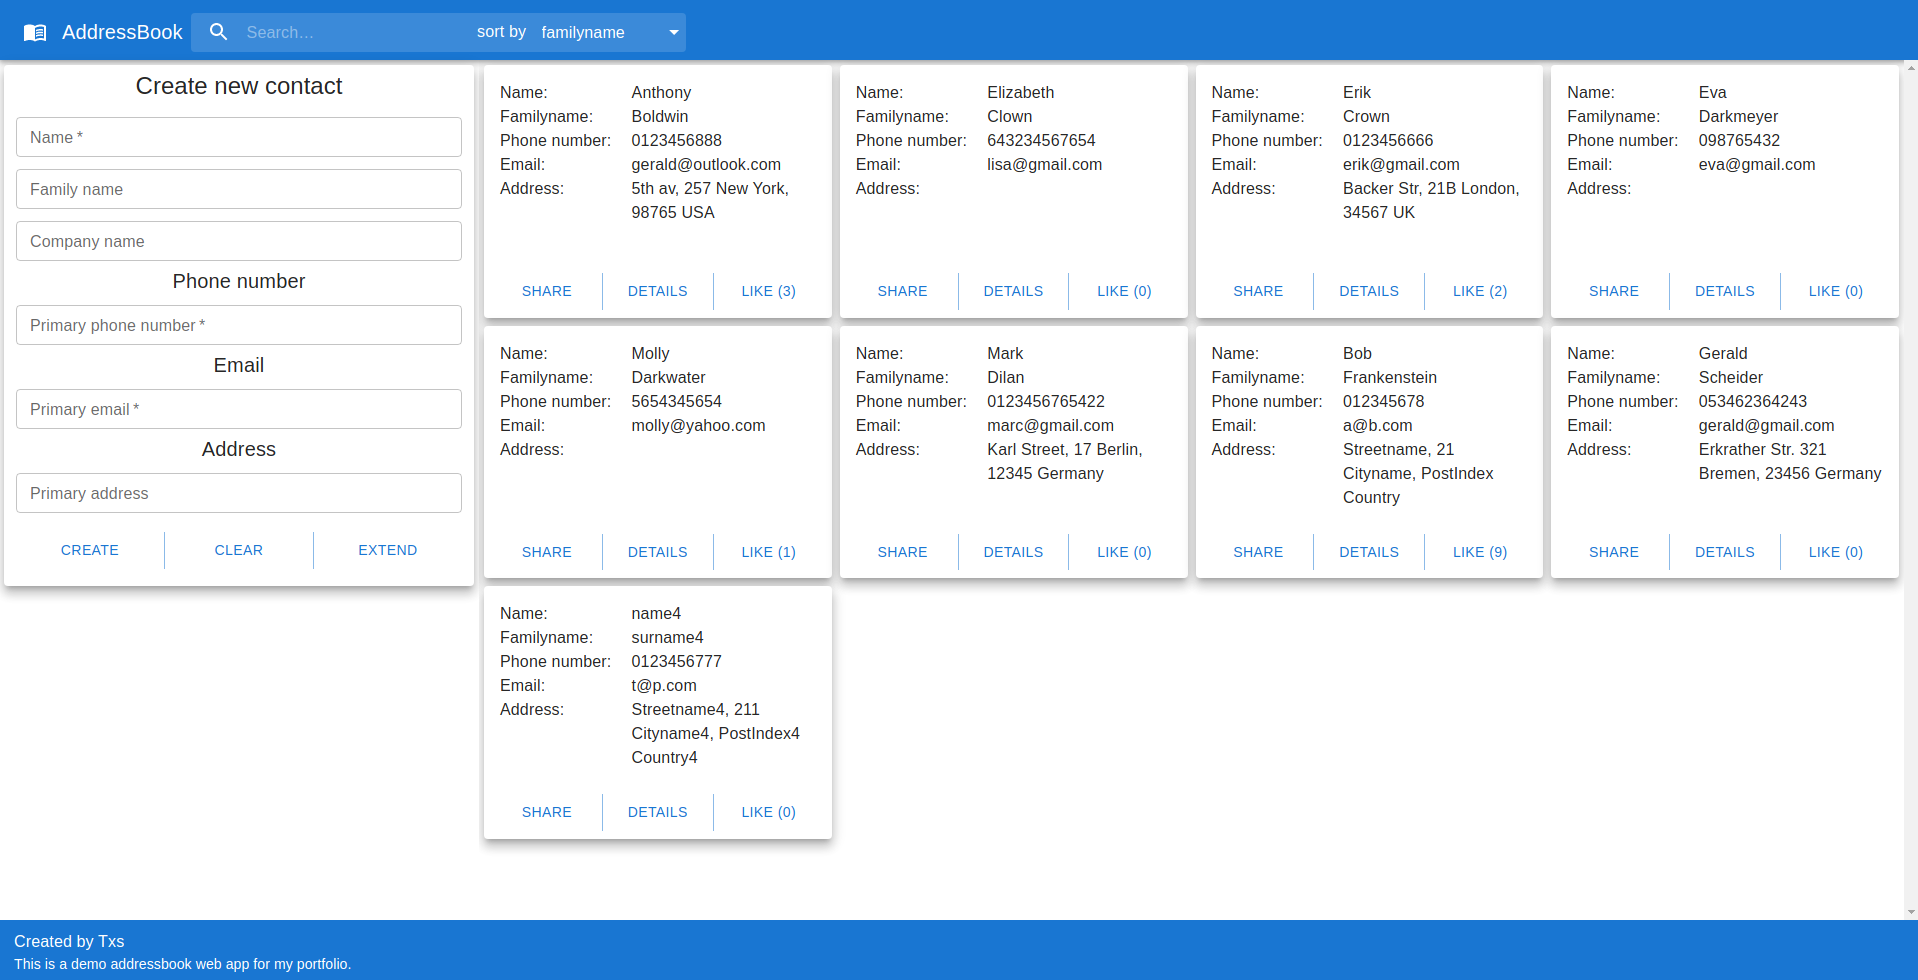 AddressBook
Search…
sort by familyname
Create new contact
Name *
Family name
Company name
Phone number
Primary phone number *
Email
Primary email *
Address
Primary address
CREATE CLEAR EXTEND
Name: Anthony
Familyname: Boldwin
Phone number: 0123456888
Email: gerald@outlook.com
Address: 5th av, 257 New York,
98765 USA
SHARE DETAILS LIKE (3)
Name: Elizabeth
Familyname: Clown
Phone number: 643234567654
Email: lisa@gmail.com
Address:
SHARE DETAILS LIKE (0)
Name: Erik
Familyname: Crown
Phone number: 0123456666
Email: erik@gmail.com
Address: Backer Str, 21B London,
34567 UK
SHARE DETAILS LIKE (2)
Name: Eva
Familyname: Darkmeyer
Phone number: 098765432
Email: eva@gmail.com
Address:
SHARE DETAILS LIKE (0)
Name: Molly
Familyname: Darkwater
Phone number: 5654345654
Email: molly@yahoo.com
Address:
SHARE DETAILS LIKE (1)
Name: Mark
Familyname: Dilan
Phone number: 0123456765422
Email: marc@gmail.com
Address: Karl Street, 17 Berlin,
12345 Germany
SHARE DETAILS LIKE (0)
Name: Bob
Familyname: Frankenstein
Phone number: 012345678
Email: a@b.com
Address: Streetname, 21
Cityname, PostIndex
Country
SHARE DETAILS LIKE (9)
Name: Gerald
Familyname: Scheider
Phone number: 053462364243
Email: gerald@gmail.com
Address: Erkrather Str. 321
Bremen, 23456 Germany
SHARE DETAILS LIKE (0)
Name: name4
Familyname: surname4
Phone number: 0123456777
Email: t@p.com
Address: Streetname4, 211
Cityname4, PostIndex4
Country4
SHARE DETAILS LIKE (0)
Created by Txs
This is a demo addressbook web app for my portfolio.